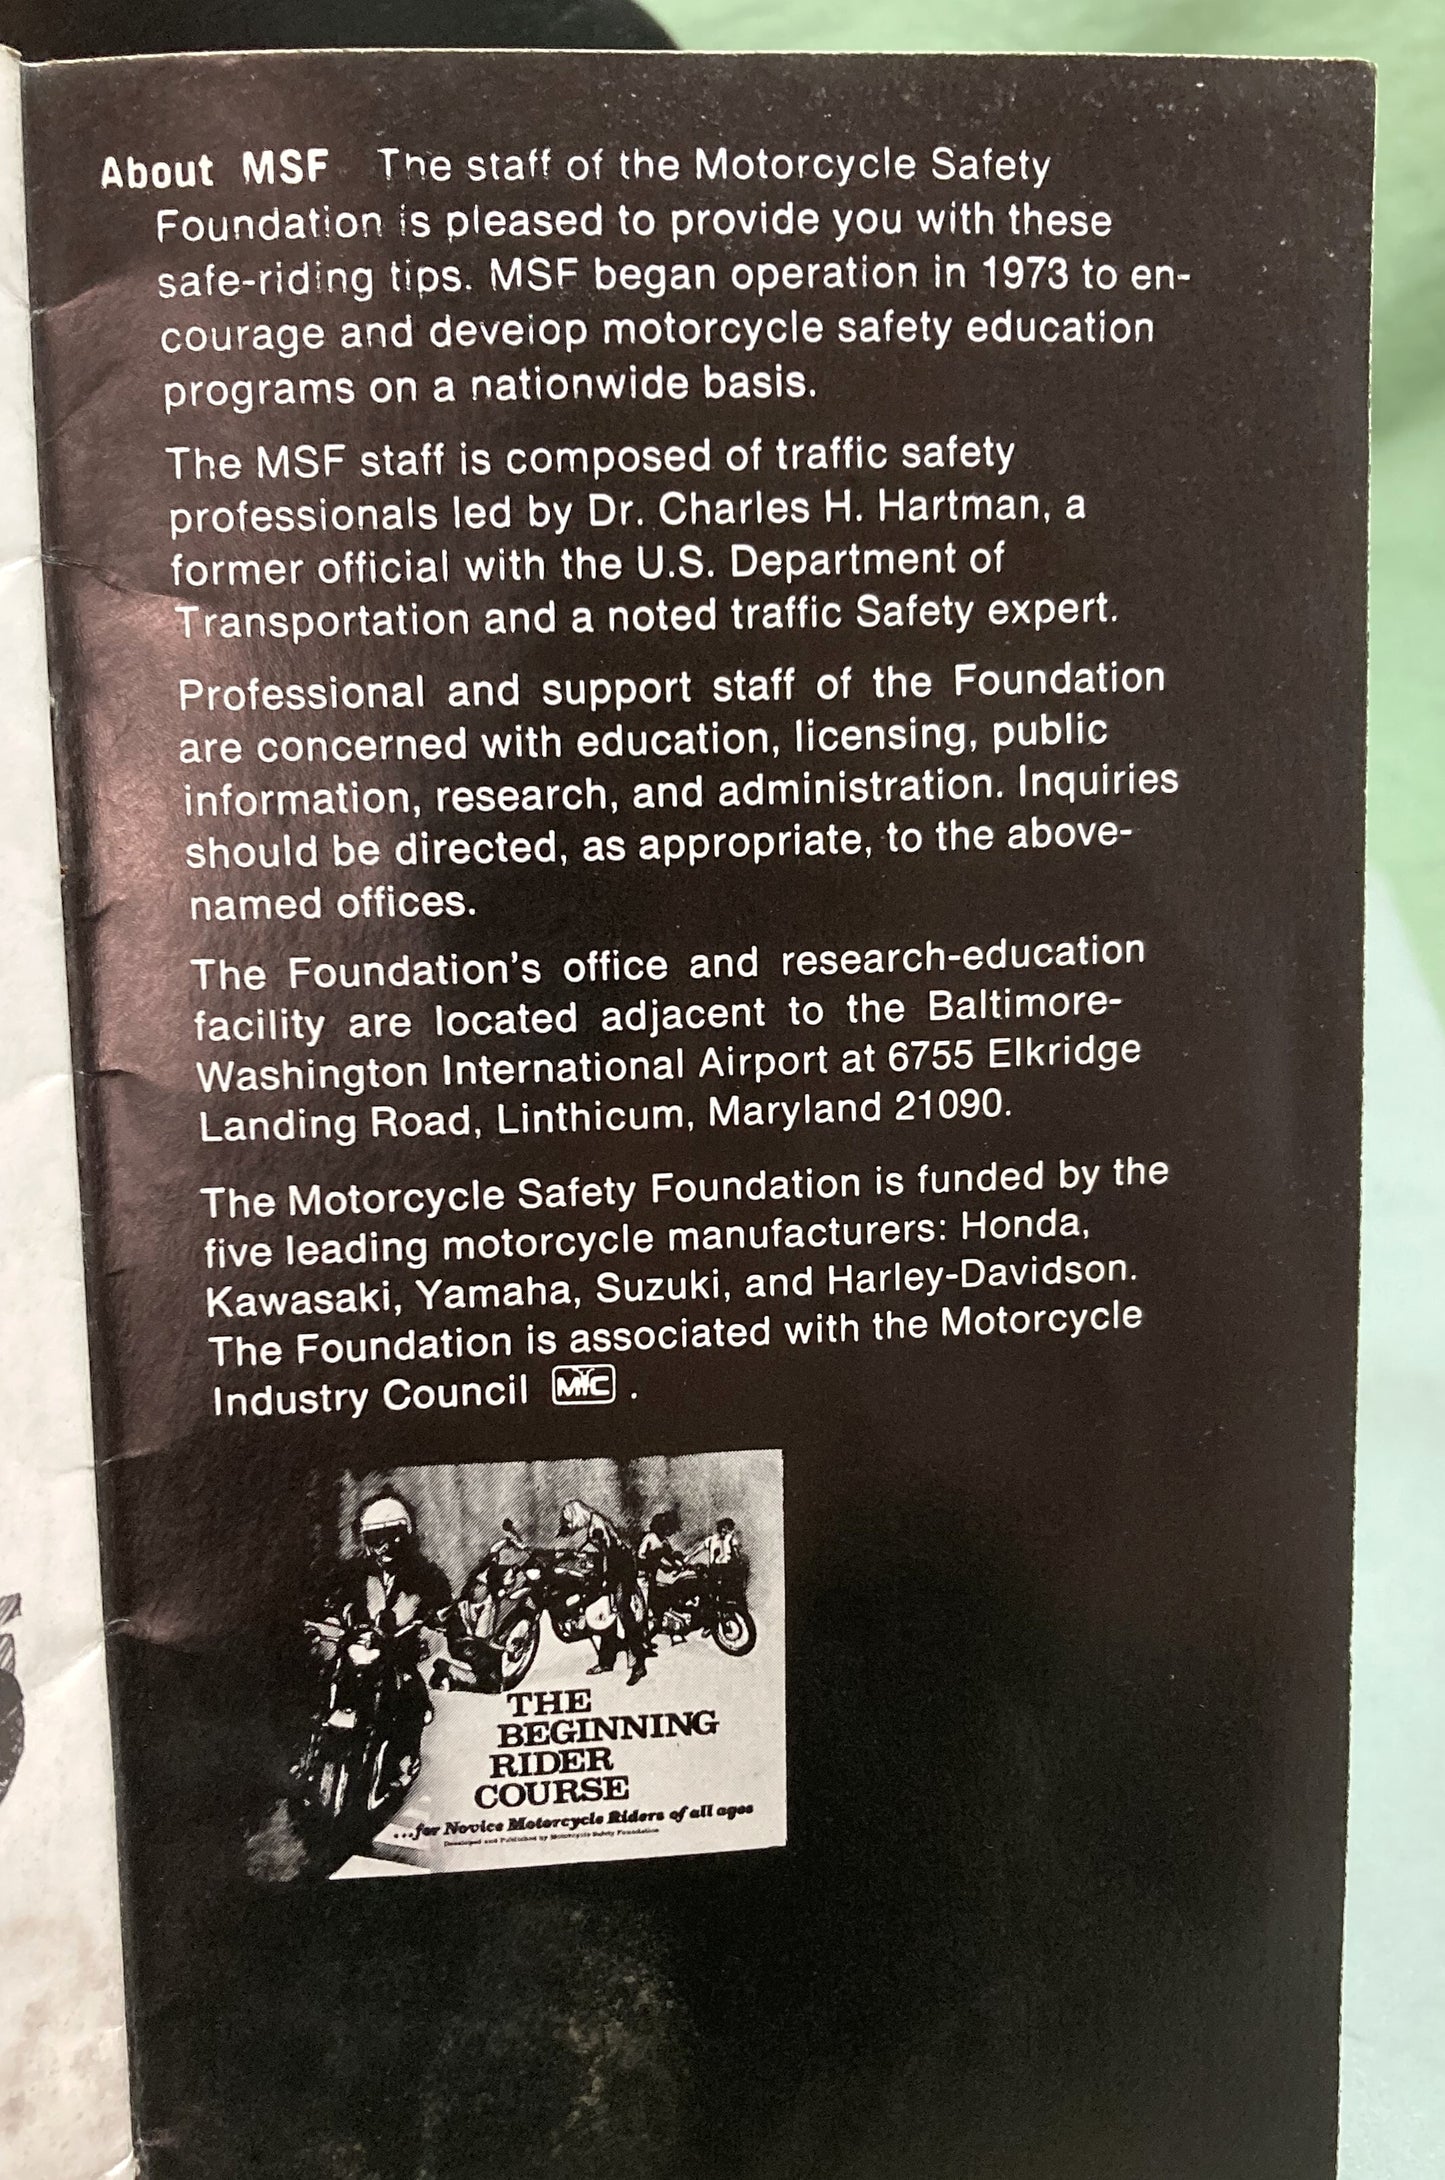 About MSF The staff of the Motorcycle Safety
Foundation is pleased to provide you with these
safe-riding tips. MSF began operation in 1973 to en-
courage and develop motorcycle safety education
programs on a nationwide basis.
The MSF staff is composed of traffic safety
professionals led by Dr. Charles H. Hartman, a
former official with the U.S. Department of
Transportation and a noted traffic Safety expert.
Professional and support staff of the Foundation
are concerned with education, licensing, public
information, research, and administration. Inquiries
should be directed, as appropriate, to the above-
named offices.
The Foundation's office and research-education
facility are located adjacent to the Baltimore-
Washington International Airport at 6755 Elkridge
Landing Road, Linthicum, Maryland 21090.
The Motorcycle Safety Foundation is funded by the
five leading motorcycle manufacturers: Honda,
Kawasaki, Yamaha, Suzuki, and Harley-Davidson.
The Foundation is associated with the Motorcycle
Industry Council MIC .
THE
BEGINNING
RIDER
COURSE
...for Novice Motorcycle Riders of all ages
Developed and Published by Motorcycle Safety Foundation